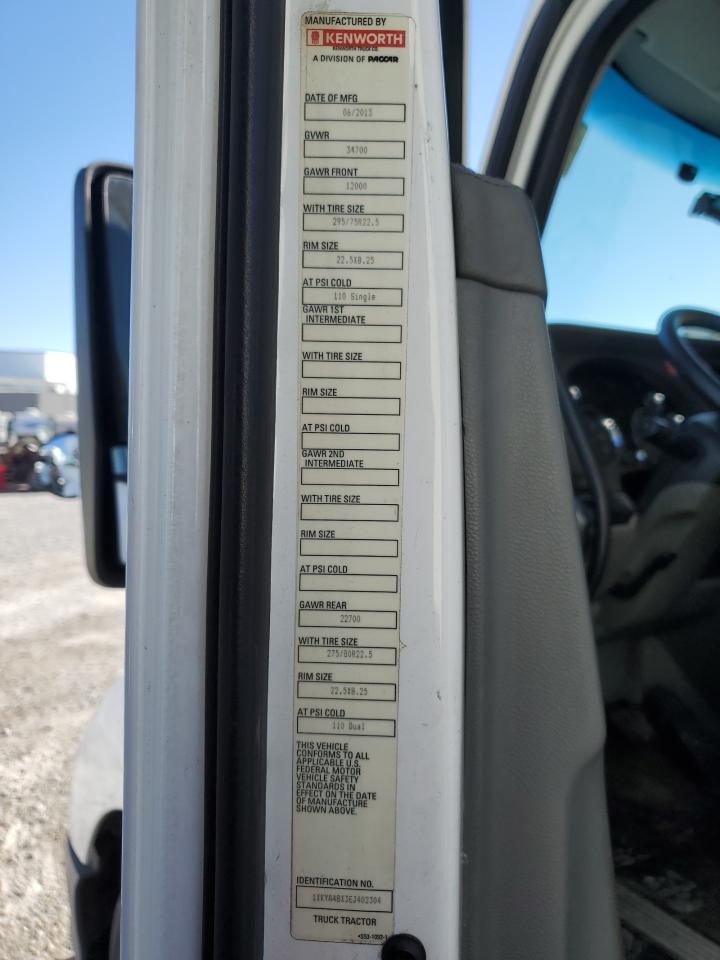 MANUFACTURED BY
KENWORTH
KENWORTH TRUCK CO.
A DIVISION OF PACCAR
DATE OF MFG
06/2013
GVWR
34700
GAWR FRONT
12000
WITH TIRE SIZE
295/75R22.5
RIM SIZE
22.5X8.25
AT PSI COLD
110 Single
GAWR 1ST
INTERMEDIATE
WITH TIRE SIZE
RIM SIZE
AT PSI COLD
GAWR 2ND
INTERMEDIATE
WITH TIRE SIZE
RIM SIZE
AT PSI COLD
GAWR REAR
22700
WITH TIRE SIZE
275/80R22.5
RIM SIZE
22.5X8.25
AT PSI COLD
110 Dual
THIS VEHICLE
CONFORMS TO ALL
APPLICABLE U.S.
FEDERAL MOTOR
VEHICLE SAFETY
STANDARDS IN
EFFECT ON THE DATE
OF MANUFACTURE
SHOWN ABOVE.
IDENTIFICATION NO.
1XKYA48X3EJ402304
TRUCK TRACTOR